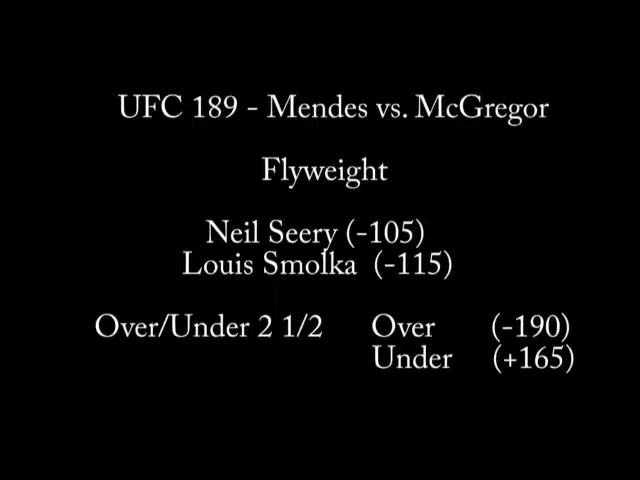 UFC 189 - Mendes vs. McGregor
Flyweight
Neil Seery (-105)
Louis Smolka (-115)
Over/Under 2 1/2 Over (-190)
Under (+165)